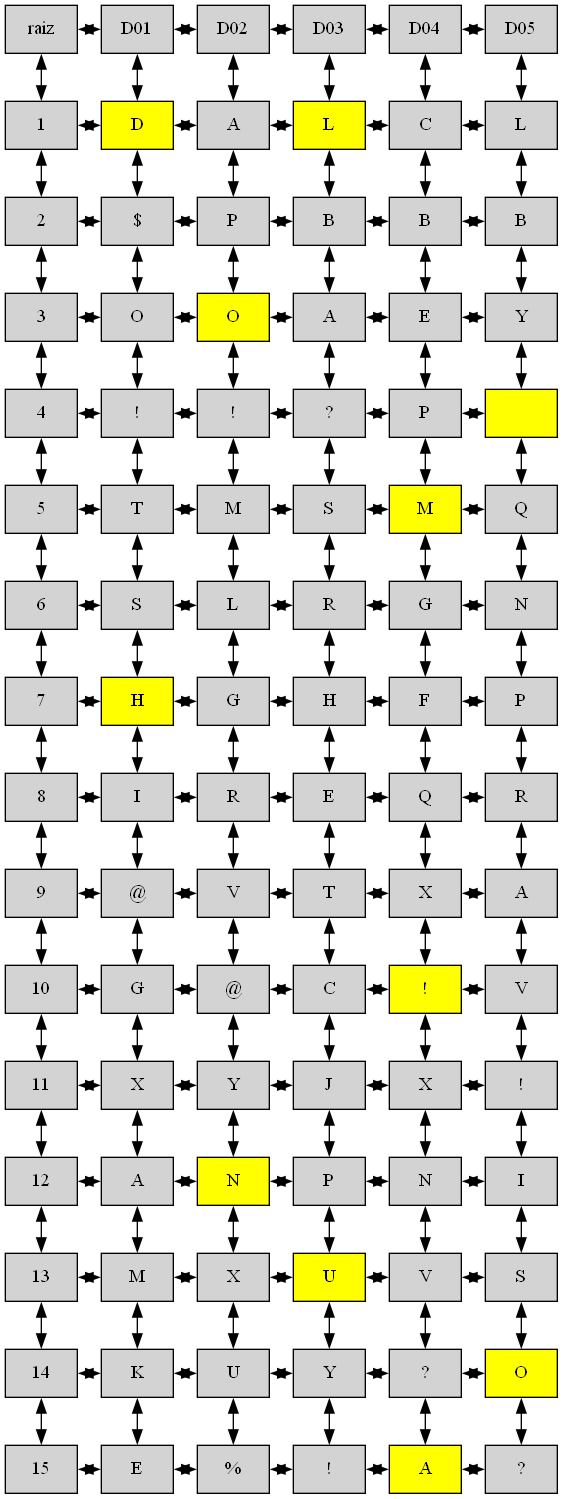 raiz D01 D02 D03 D04 D05
1 D A L C L
2 $ P B B B
3 O O A E Y
4 ! ! ? P
5 T M S M Q
6 S L R G N
7 H G H F P
8 I R E Q R
9 @ V T X A
10 G @ C ! V
11 X Y J X !
12 A N P N I
13 M X U V S
14 K U Y ? O
15 E % ! A ?